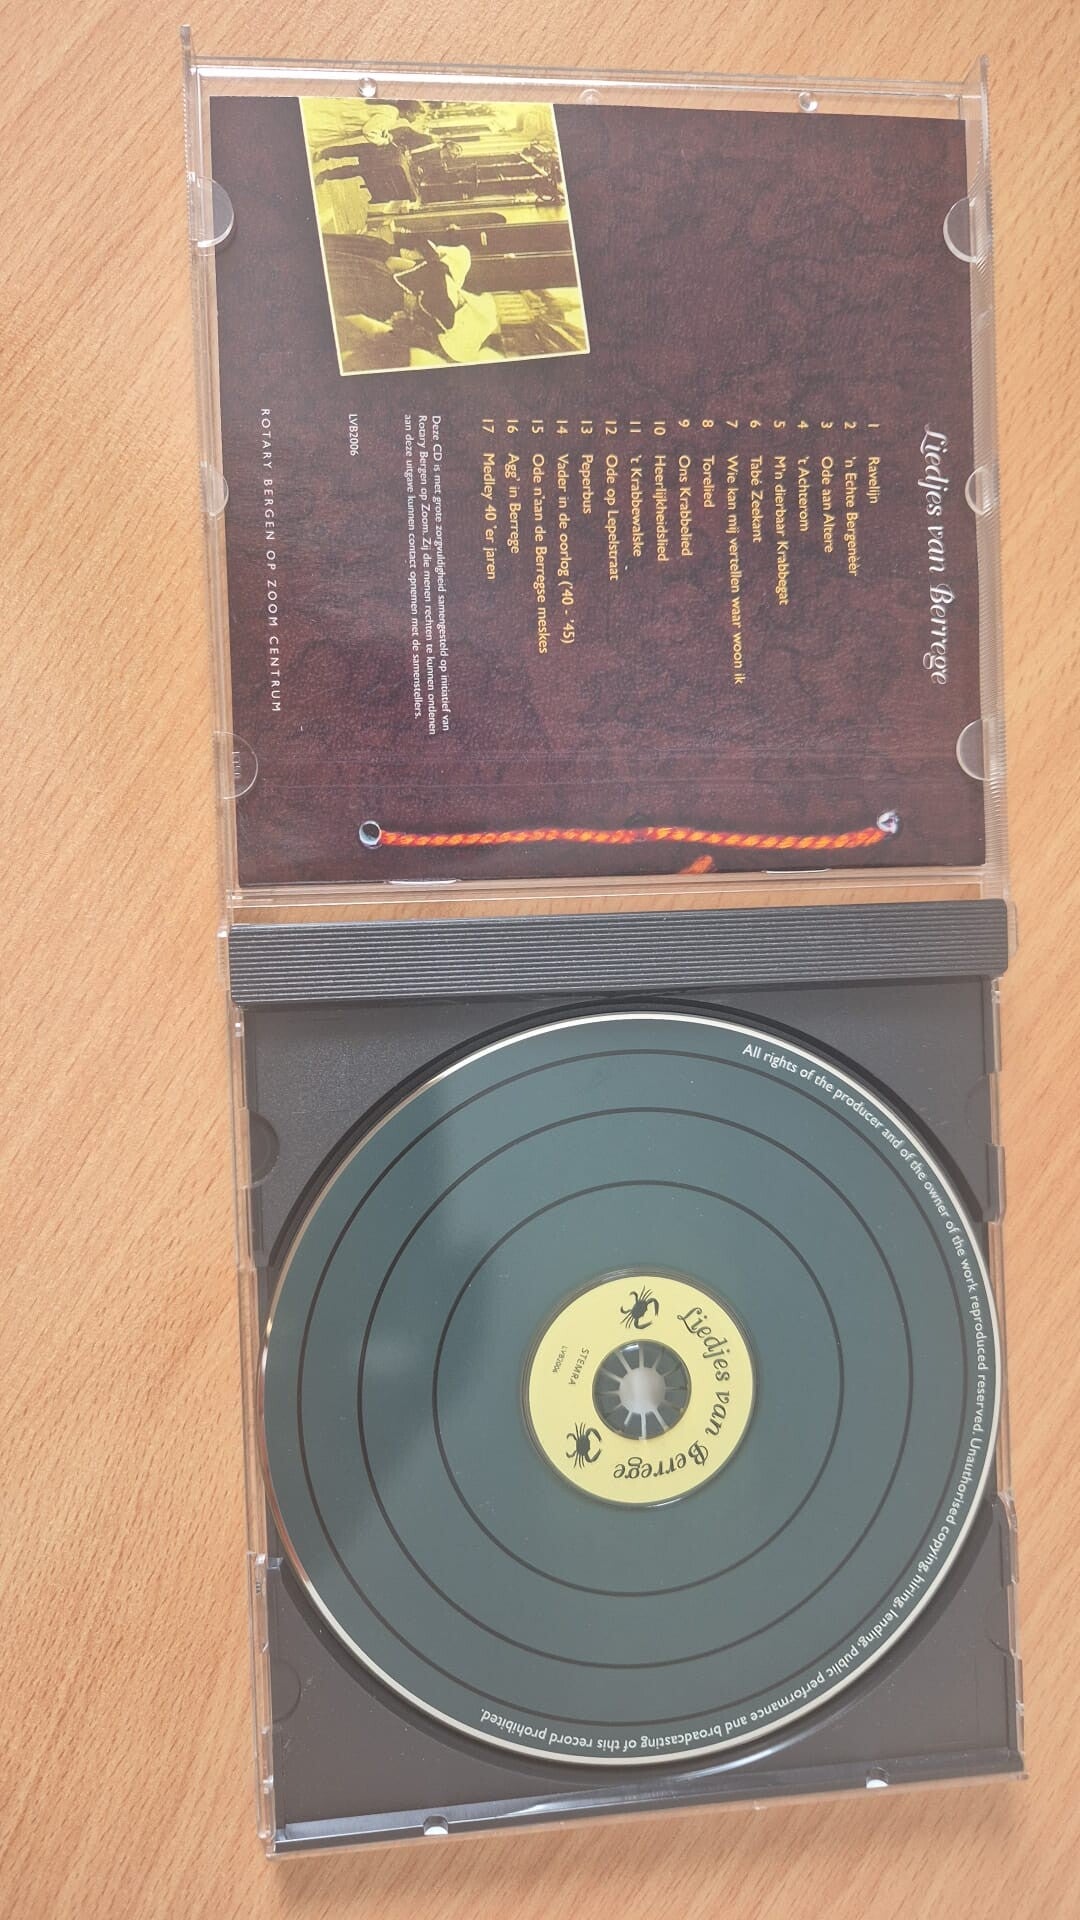 Liedjes van Berrege
1 Ravelijn
2 'n Echte Bergenèèr
3 Ode aan Altere
4 't Achterom
5 M'n dierbaar Krabbegat
6 Tabé Zeekant
7 Wie kan mij vertellen waar woon ik
8 Torelied
9 Ons Krabbelied
10 Heerlijkheidslied
11 't Krabbewalske
12 Ode op Lepelstraat
13 Peperbus
14 Vader in de oorlog ('40 - '45)
15 Ode n'aan de Berregse meskes
16 Agg' in Berrege
17 Medley 40 'er jaren
Deze CD is met grote zorgvuldigheid samengesteld op initiatief van
Rotary Bergen op Zoom. Zij die menen rechten te kunnen ontlenen
aan deze uitgave kunnen contact opnemen met de samenstellers.
LVB2006
ROTARY BERGEN OP ZOOM CENTRUM
All rights of the producer and of the owner of the work reproduced reserved. Unauthorised copying, hiring, lending, public performance and broadcasting of this record prohibited.
Liedjes van Berrege
STEMRA
LVB2006